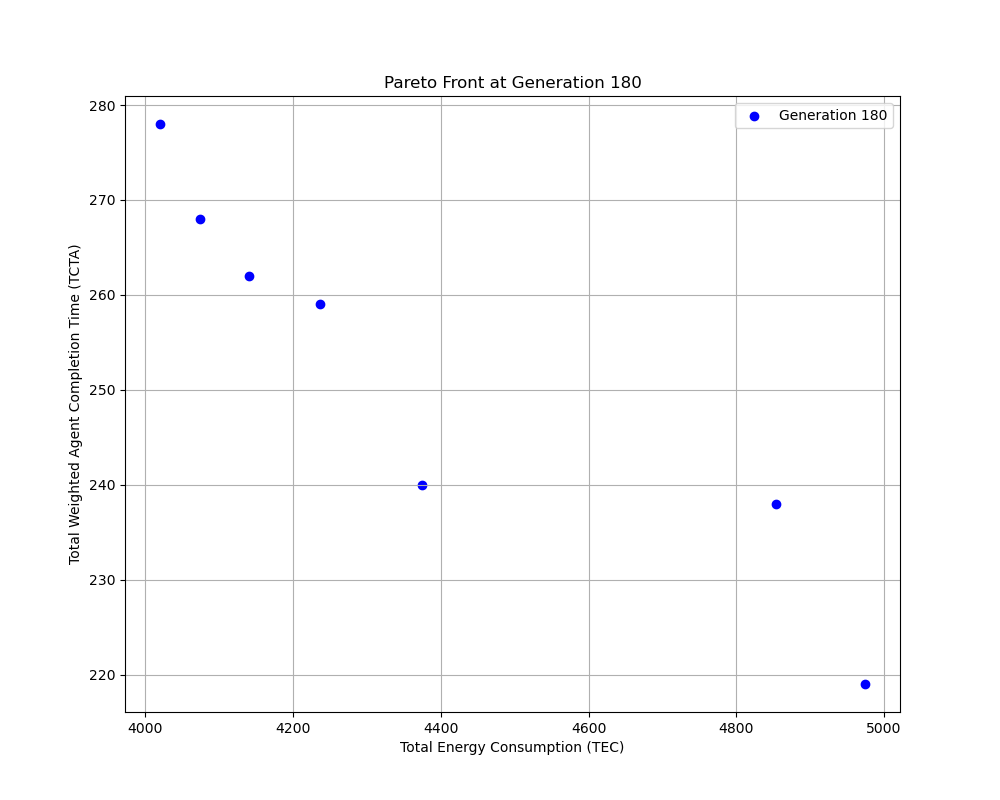 Pareto Front at Generation 180
Generation 180
Total Weighted Agent Completion Time (TCTA)
280
270
260
250
240
230
220
4000 4200 4400 4600 4800 5000
Total Energy Consumption (TEC)